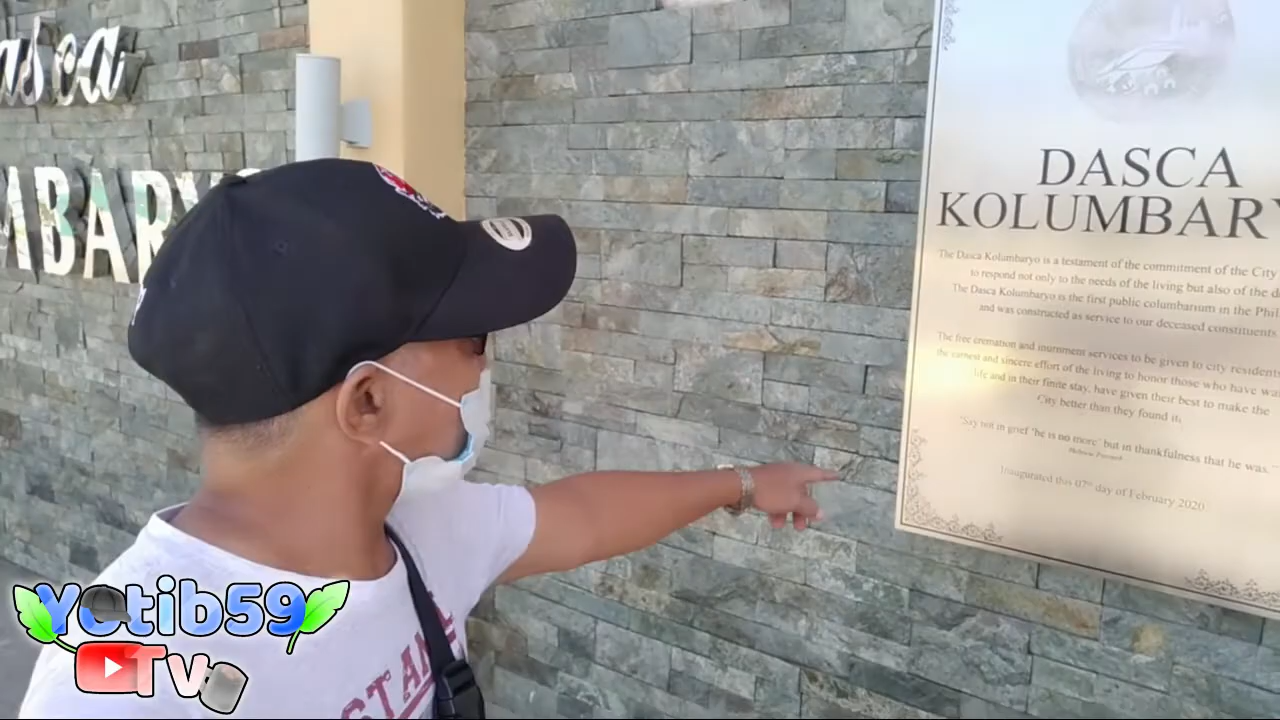 DASCA
KOLUMBARY
The Dasca Kolumbaryo is a testament of the commitment of the City
to respond not only to the needs of the living but also of the d
The Dasca Kolumbaryo is the first public columbarium in the Phil
and was constructed as service to our deceased constituents.
The free cremation and inurnment services to be given to city residents
the earnest and sincere effort of the living to honor those who have wa
life and in their finite stay, have given their best to make the
City better than they found it.
"Say not in grief "he is no more" but in thankfulness that he was."
Hebrew Proverb
Inaugurated this 07th day of February 2020
asca
MBARYO
STAN
Yotib59
Tv